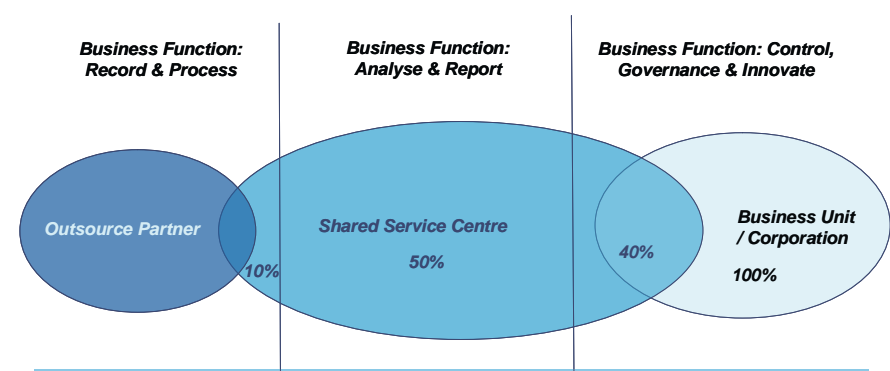 Business Function:
Record & Process
Business Function:
Analyse & Report
Business Function: Control,
Governance & Innovate
Outsource Partner
10%
Shared Service Centre
50%
40%
Business Unit
/ Corporation
100%